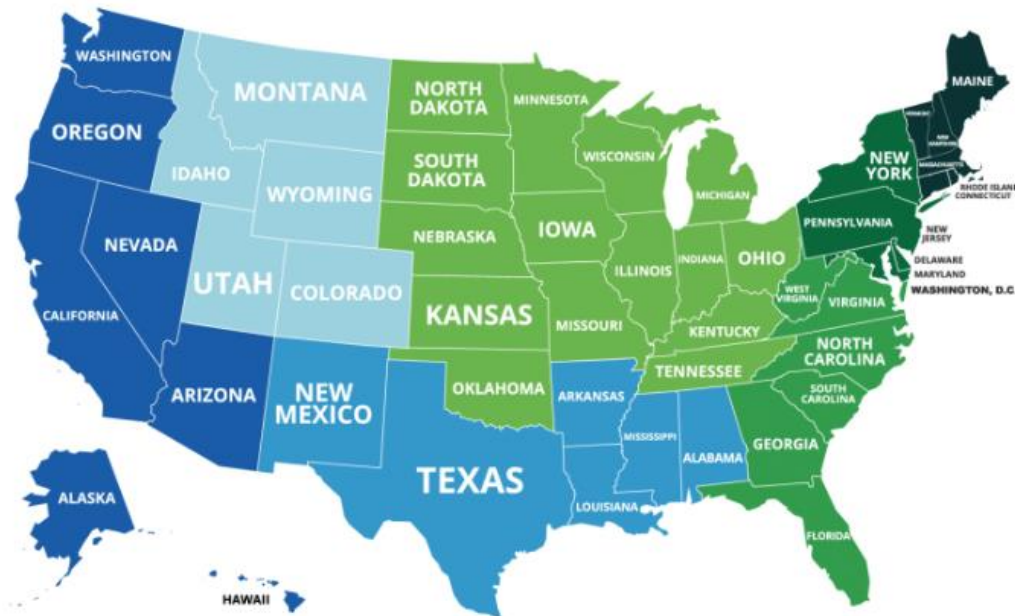 WASHINGTON
OREGON
CALIFORNIA
NEVADA
IDAHO
MONTANA
WYOMING
UTAH
COLORADO
ARIZONA
NEW
MEXICO
NORTH
DAKOTA
SOUTH
DAKOTA
NEBRASKA
KANSAS
OKLAHOMA
TEXAS
MINNESOTA
IOWA
MISSOURI
ARKANSAS
LOUISIANA
WISCONSIN
ILLINOIS
MICHIGAN
INDIANA
OHIO
KENTUCKY
TENNESSEE
MISSISSIPPI
ALABAMA
GEORGIA
FLORIDA
SOUTH
CAROLINA
NORTH
CAROLINA
VIRGINIA
WEST
VIRGINIA
PENNSYLVANIA
NEW
YORK
MAINE
VERMONT
NEW
HAMPSHIRE
MASSACHUSETTS
RHODE ISLAND
CONNECTICUT
NEW
JERSEY
DELAWARE
MARYLAND
WASHINGTON, D.C.
ALASKA
HAWAII